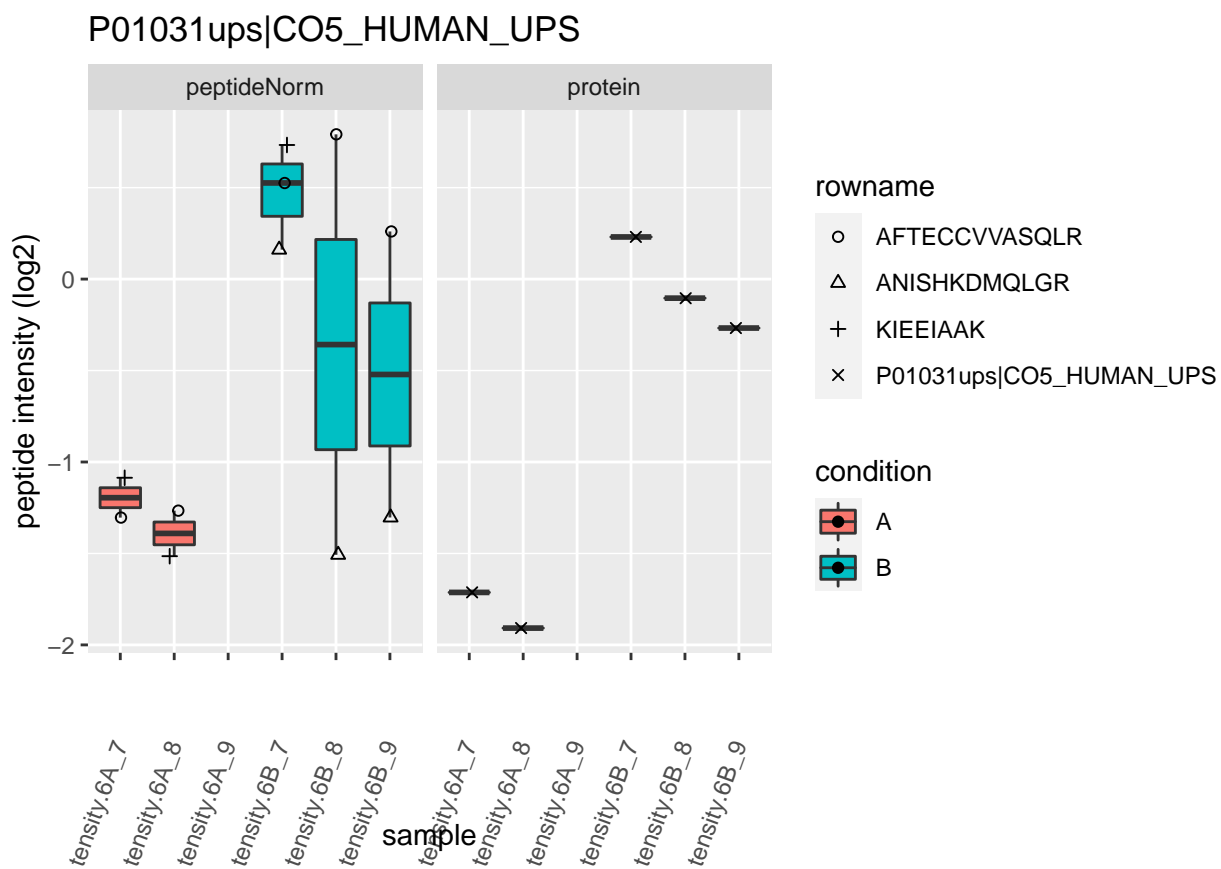 P01031ups|CO5_HUMAN_UPS
peptideNorm
protein
peptide intensity (log2)
0
−1
−2
tensity.6A_7
tensity.6A_8
tensity.6A_9
tensity.6B_7
tensity.6B_8
tensity.6B_9
tensity.6A_7
tensity.6A_8
tensity.6A_9
tensity.6B_7
tensity.6B_8
tensity.6B_9
sample
rowname
AFTECCVVASQLR
ANISHKDMQLGR
KIEEIAAK
P01031ups|CO5_HUMAN_UPS
condition
A
B